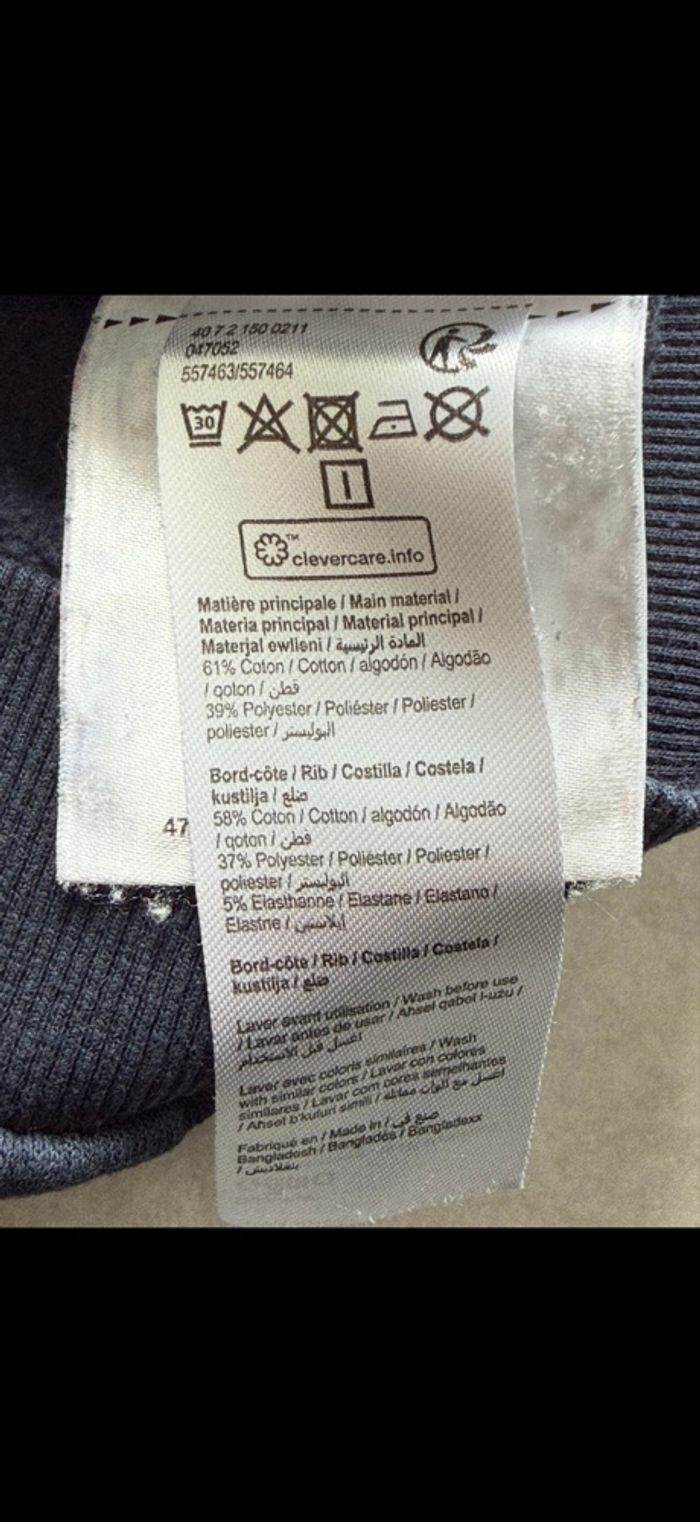 40 7 2 150 0211
047052
557463/557464
30
clevercare.info
Matière principale / Main material /
Materia principal / Material principal /
Materjal ewlieni / المادة الرئيسية
61% Coton / Cotton / algodón / Algodão
/ qoton / قطن
39% Polyester / Poliéster / Poliester /
poliester / البوليستر
Bord-côte / Rib / Costilla / Costela /
kustilja / ضلع
58% Coton / Cotton / algodón / Algodão
/ qoton / قطن
37% Polyester / Poliéster / Poliester /
poliester / البوليستر
47
5% Elasthanne / Elastane / Elastano /
Elastne / إيلاستين
Bord-côte / Rib / Costilla / Costela /
kustilja / ضلع
Laver avant utilisation / Wash before use
/ Lavar antes de usar / Aħsel qabel l-użu /
اغسل قبل الاستخدام
Laver avec coloris similaires / Wash
with similar colors / Lavar con colores
similares / Lavar com cores semelhantes
/ Aħsel b'kuluri simili / اغسل مع ألوان مماثلة
Fabriqué en / Made in / صنع في
Bangladesh / Bangladés / Bangladexx
/ بنغلاديش